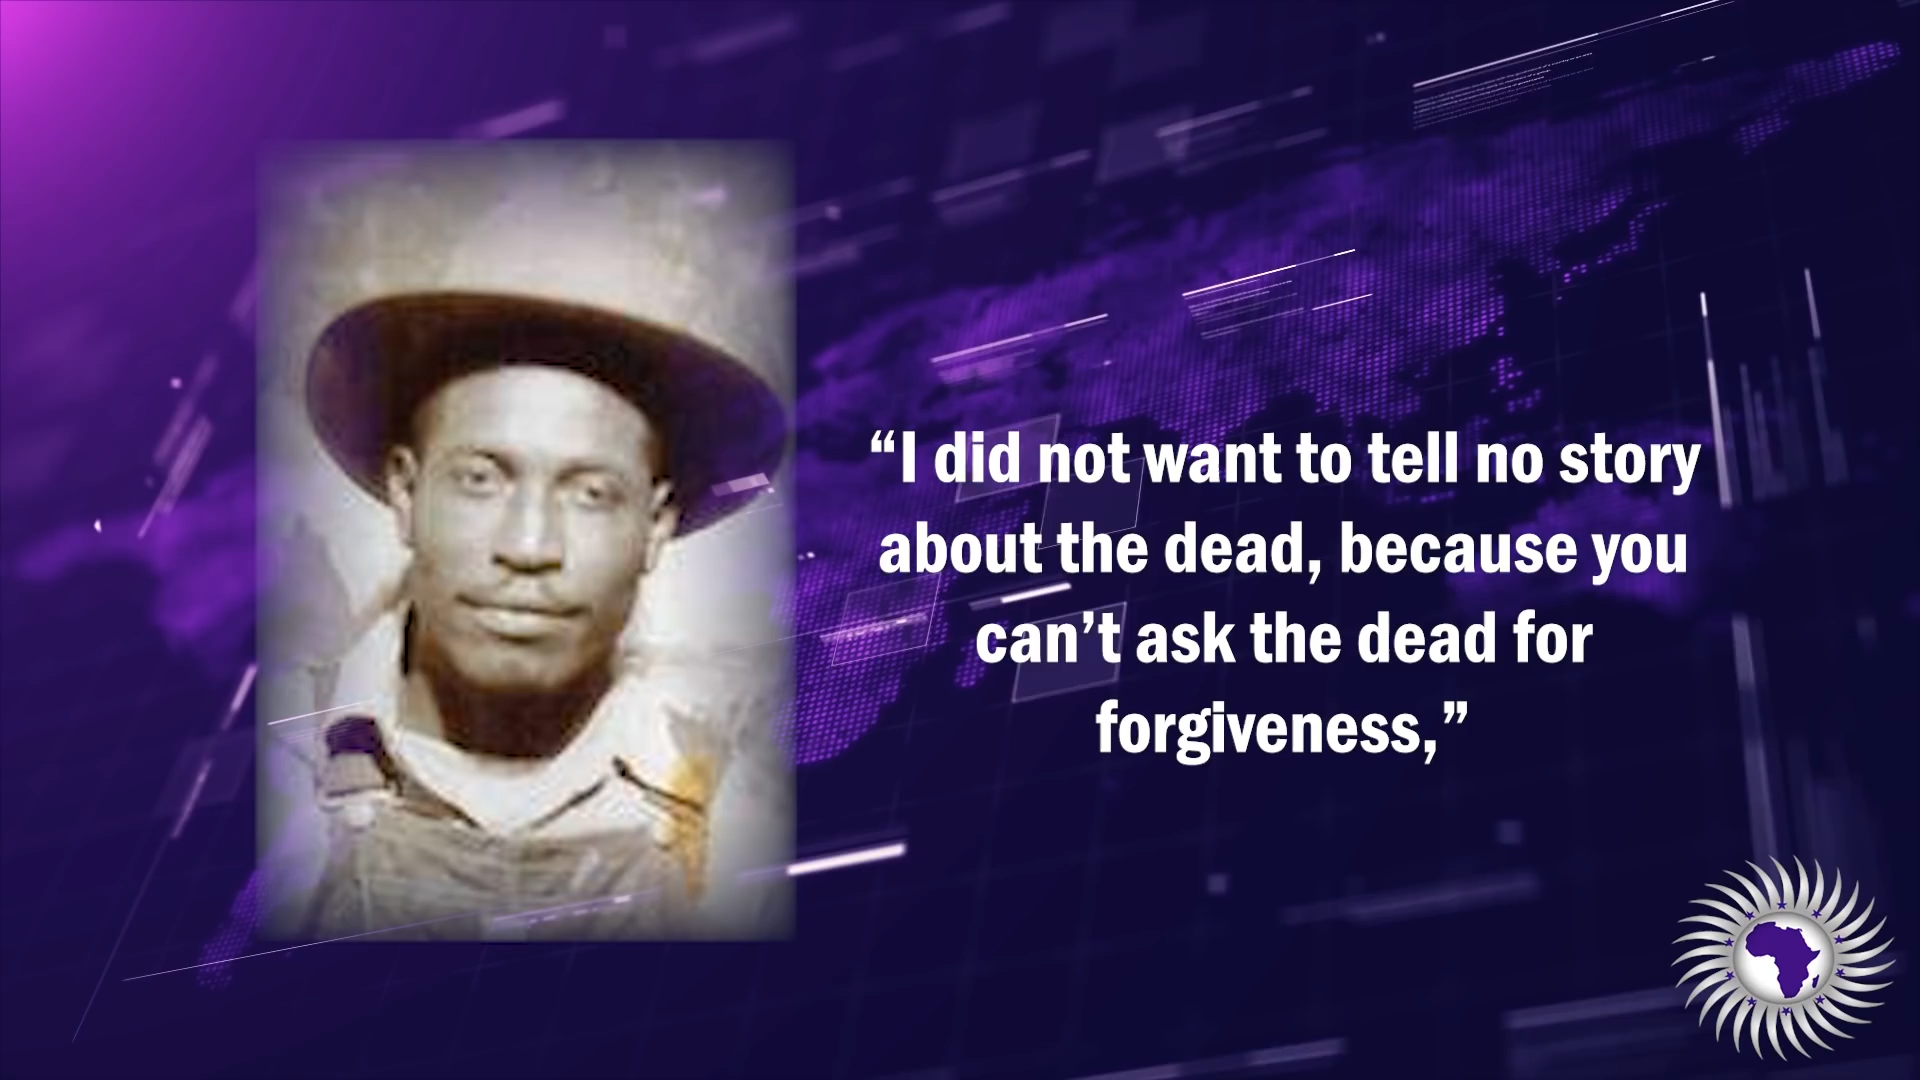 “I did not want to tell no story
about the dead, because you
can’t ask the dead for
forgiveness,”